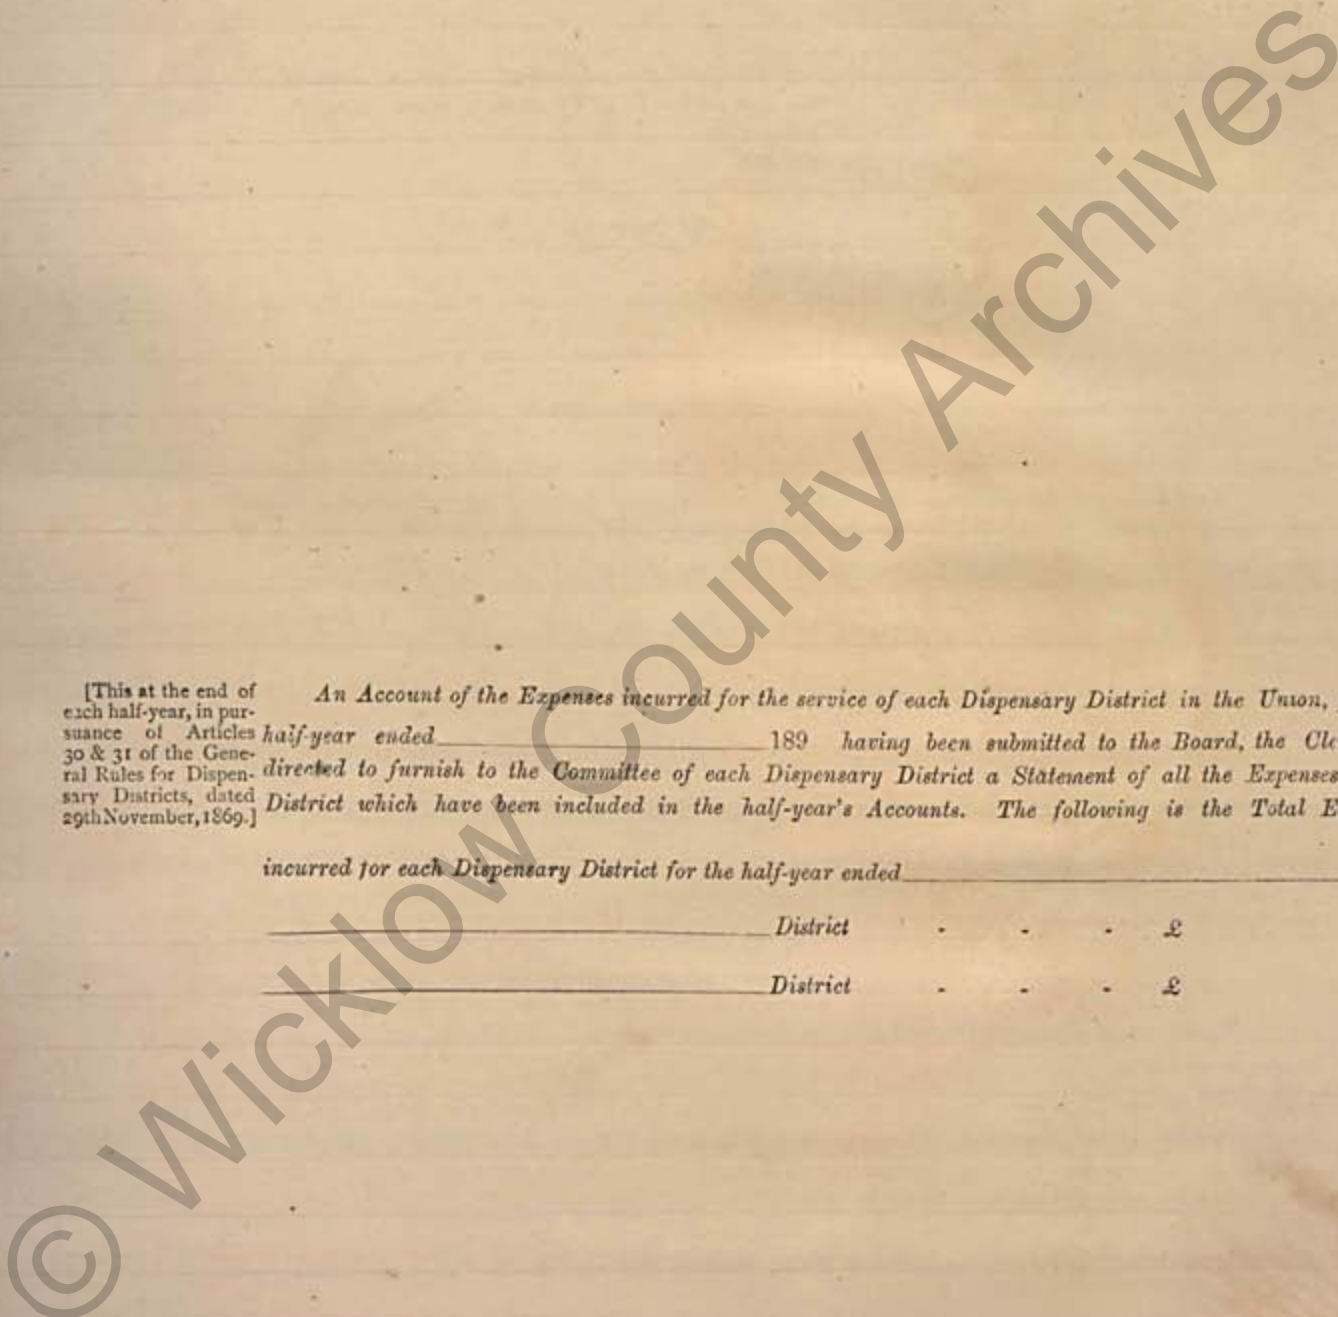 [This at the end of
each half-year, in pur-
suance of Articles
30 & 31 of the Gene-
ral Rules for Dispen-
sary Districts, dated
29th November, 1869.]
An Account of the Expenses incurred for the service of each Dispensary District in the Union,
half-year ended 189 having been submitted to the Board, the Cle
directed to furnish to the Committee of each Dispensary District a Statement of all the Expenses
District which have been included in the half-year's Accounts. The following is the Total E
incurred for each Dispensary District for the half-year ended
District - - - £
District - - - £
© Wicklow County Archives